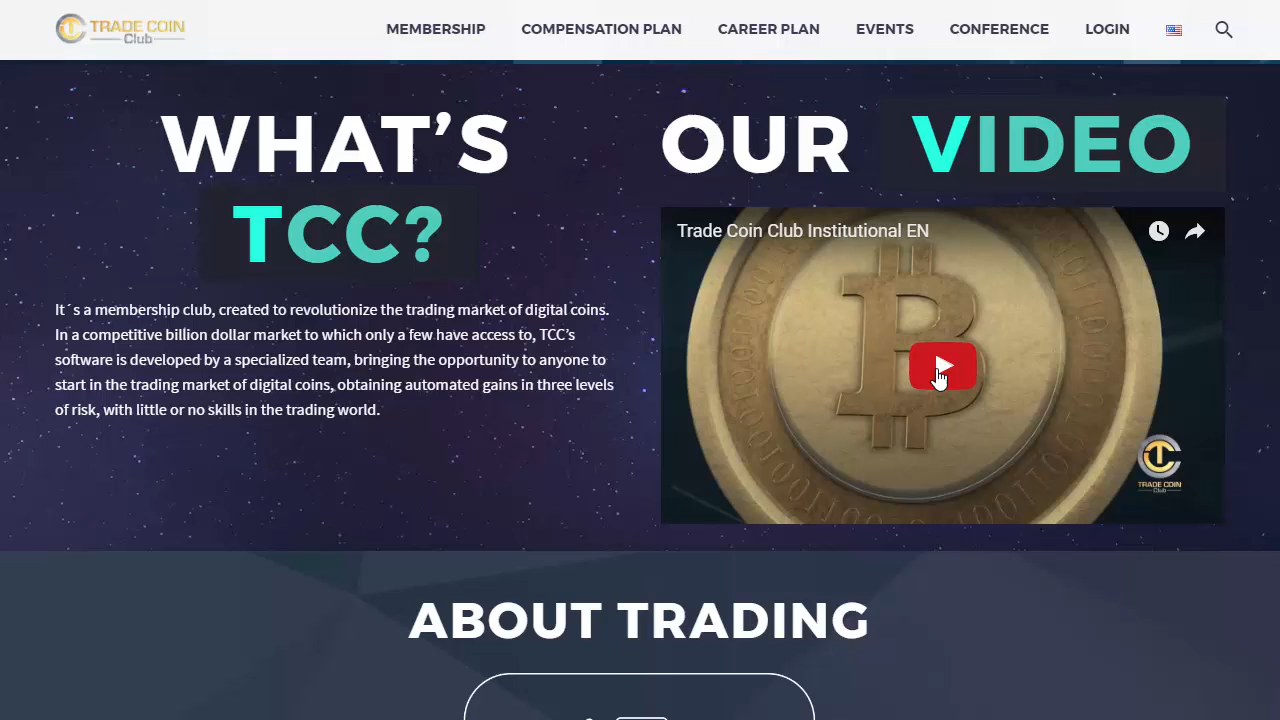 TRADE COIN
Club
MEMBERSHIP COMPENSATION PLAN CAREER PLAN EVENTS CONFERENCE LOGIN
WHAT'S
TCC?
It´s a membership club, created to revolutionize the trading market of digital coins.
In a competitive billion dollar market to which only a few have access to, TCC's
software is developed by a specialized team, bringing the opportunity to anyone to
start in the trading market of digital coins, obtaining automated gains in three levels
of risk, with little or no skills in the trading world.
OUR VIDEO
Trade Coin Club Institutional EN
TRADE COIN
Club
ABOUT TRADING